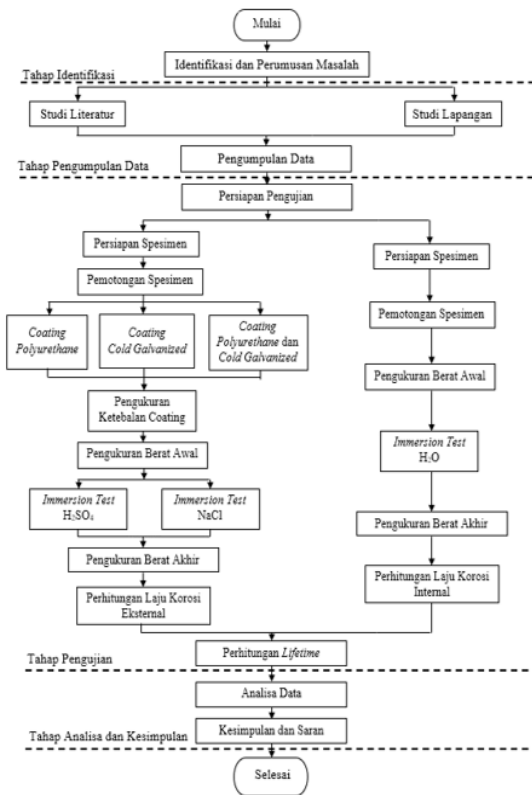 Mulai
Identifikasi dan Perumusan Masalah
Tahap Identifikasi
Studi Literatur
Studi Lapangan
Pengumpulan Data
Tahap Pengumpulan Data
Persiapan Pengujian
Persiapan Spesimen
Pemotongan Spesimen
Coating
Polyurethane
Coating
Cold Galvanized
Coating
Polyurethane dan
Cold Galvanized
Pengukuran
Ketebalan Coating
Pengukuran Berat Awal
Immersion Test
H₂SO₄
Immersion Test
NaCl
Pengukuran Berat Akhir
Perhitungan Laju Korosi
Eksternal
Persiapan Spesimen
Pemotongan Spesimen
Pengukuran Berat Awal
Immersion Test
H₂O
Pengukuran Berat Akhir
Perhitungan Laju Korosi
Internal
Perhitungan Lifetime
Tahap Pengujian
Analisa Data
Kesimpulan dan Saran
Tahap Analisa dan Kesimpulan
Selesai